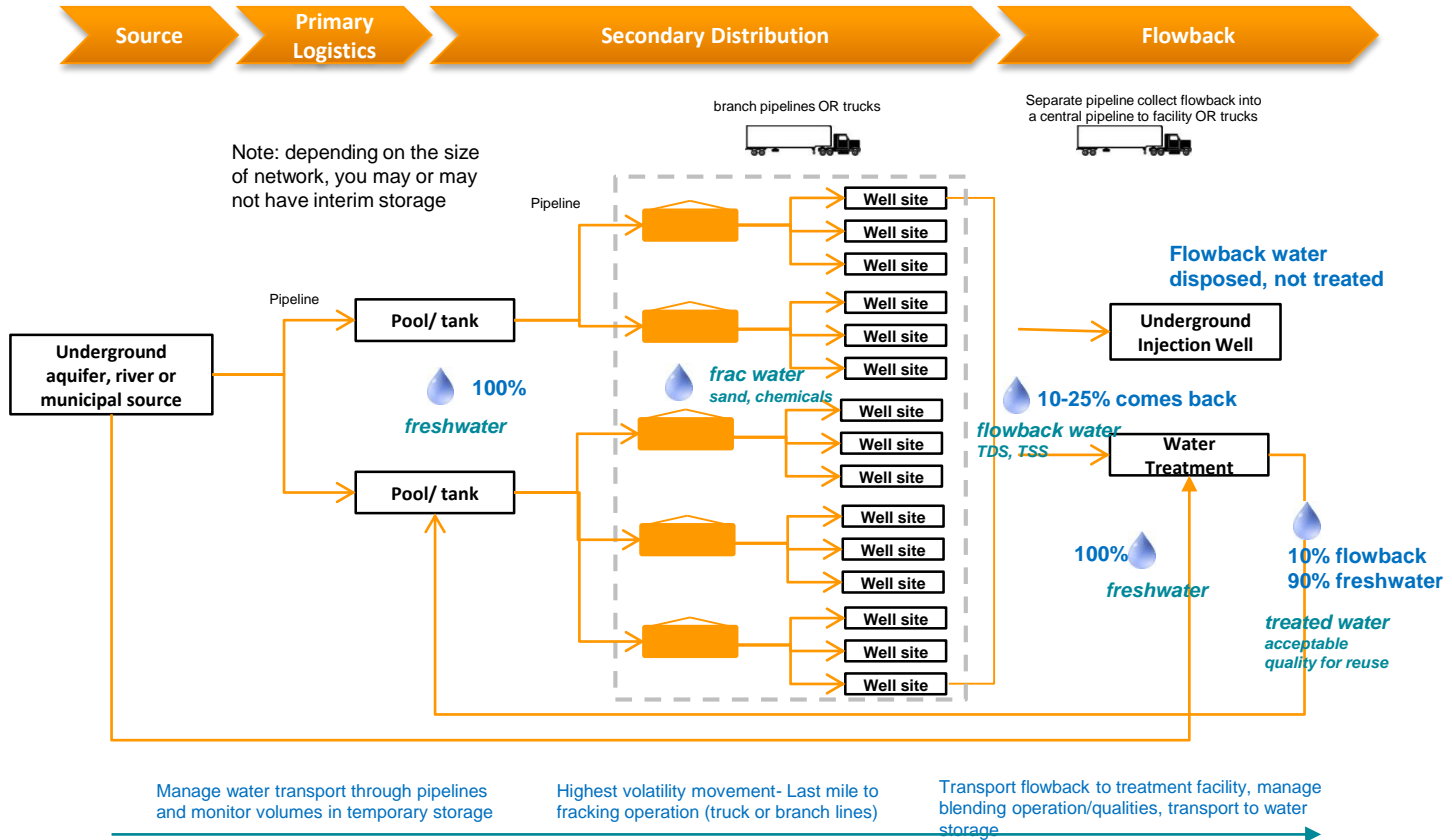 Source
Primary
Logistics
Secondary Distribution
Flowback
branch pipelines OR trucks
Separate pipeline collect flowback into
a central pipeline to facility OR trucks
Note: depending on the size
of network, you may or may
not have interim storage
Pipeline
Well site
Well site
Well site
Flowback water
disposed, not treated
Pipeline
Pool/ tank
Well site
Well site
Well site
Underground
Injection Well
Underground
aquifer, river or
municipal source
100%
freshwater
frac water
sand, chemicals
10-25% comes back
flowback water
TDS, TSS
Well site
Well site
Well site
Water
Treatment
Pool/ tank
Well site
Well site
Well site
100%
freshwater
10% flowback
90% freshwater
treated water
acceptable
quality for reuse
Well site
Well site
Well site
Manage water transport through pipelines
and monitor volumes in temporary storage
Highest volatility movement- Last mile to
fracking operation (truck or branch lines)
Transport flowback to treatment facility, manage
blending operation/qualities, transport to water
storage